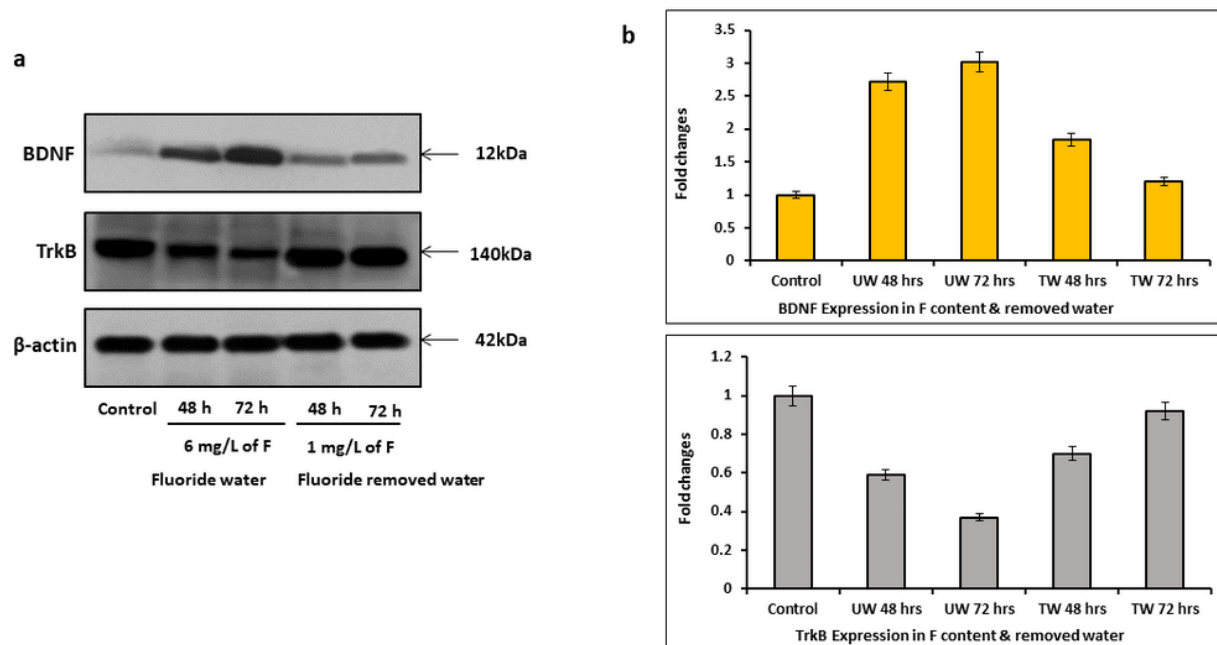 a
BDNF
12kDa
TrkB
140kDa
β-actin
42kDa
Control 48 h 72 h 48 h 72 h
6 mg/L of F 1 mg/L of F
Fluoride water Fluoride removed water
b
3.5
3
2.5
2
1.5
1
0.5
0
Fold changes
Control UW 48 hrs UW 72 hrs TW 48 hrs TW 72 hrs
BDNF Expression in F content & removed water
1.2
1
0.8
0.6
0.4
0.2
0
Fold changes
Control UW 48 hrs UW 72 hrs TW 48 hrs TW 72 hrs
TrkB Expression in F content & removed water